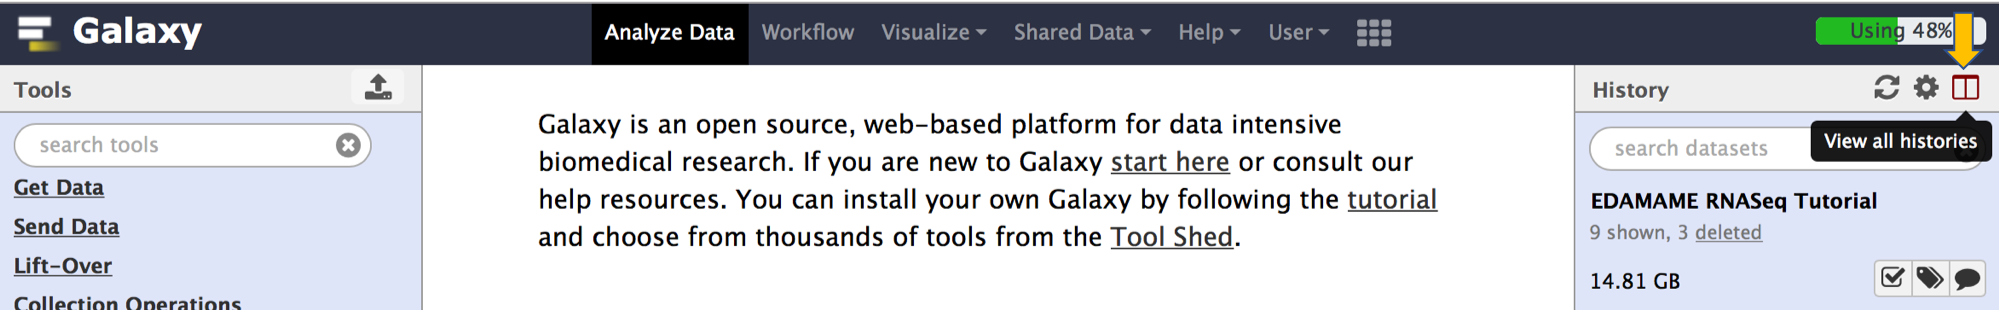 Galaxy
Analyze Data Workflow Visualize Shared Data Help User
Using 48%
Tools
search tools
Get Data
Send Data
Lift-Over
Collection Operations
Galaxy is an open source, web-based platform for data intensive
biomedical research. If you are new to Galaxy start here or consult our
help resources. You can install your own Galaxy by following the tutorial
and choose from thousands of tools from the Tool Shed.
History
View all histories
search datasets
EDAMAME RNASeq Tutorial
9 shown, 3 deleted
14.81 GB